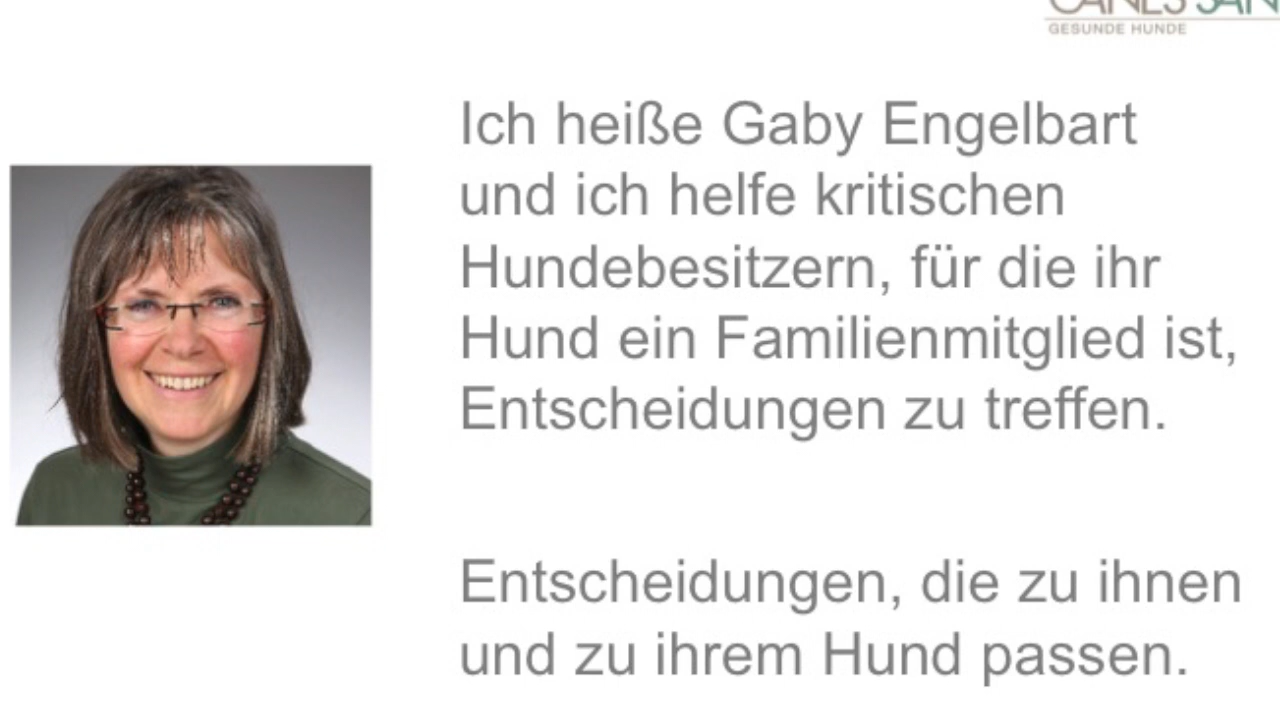 GESUNDE HUNDE
Ich heiße Gaby Engelbart
und ich helfe kritischen
Hundebesitzern, für die ihr
Hund ein Familienmitglied ist,
Entscheidungen zu treffen.
Entscheidungen, die zu ihnen
und zu ihrem Hund passen.